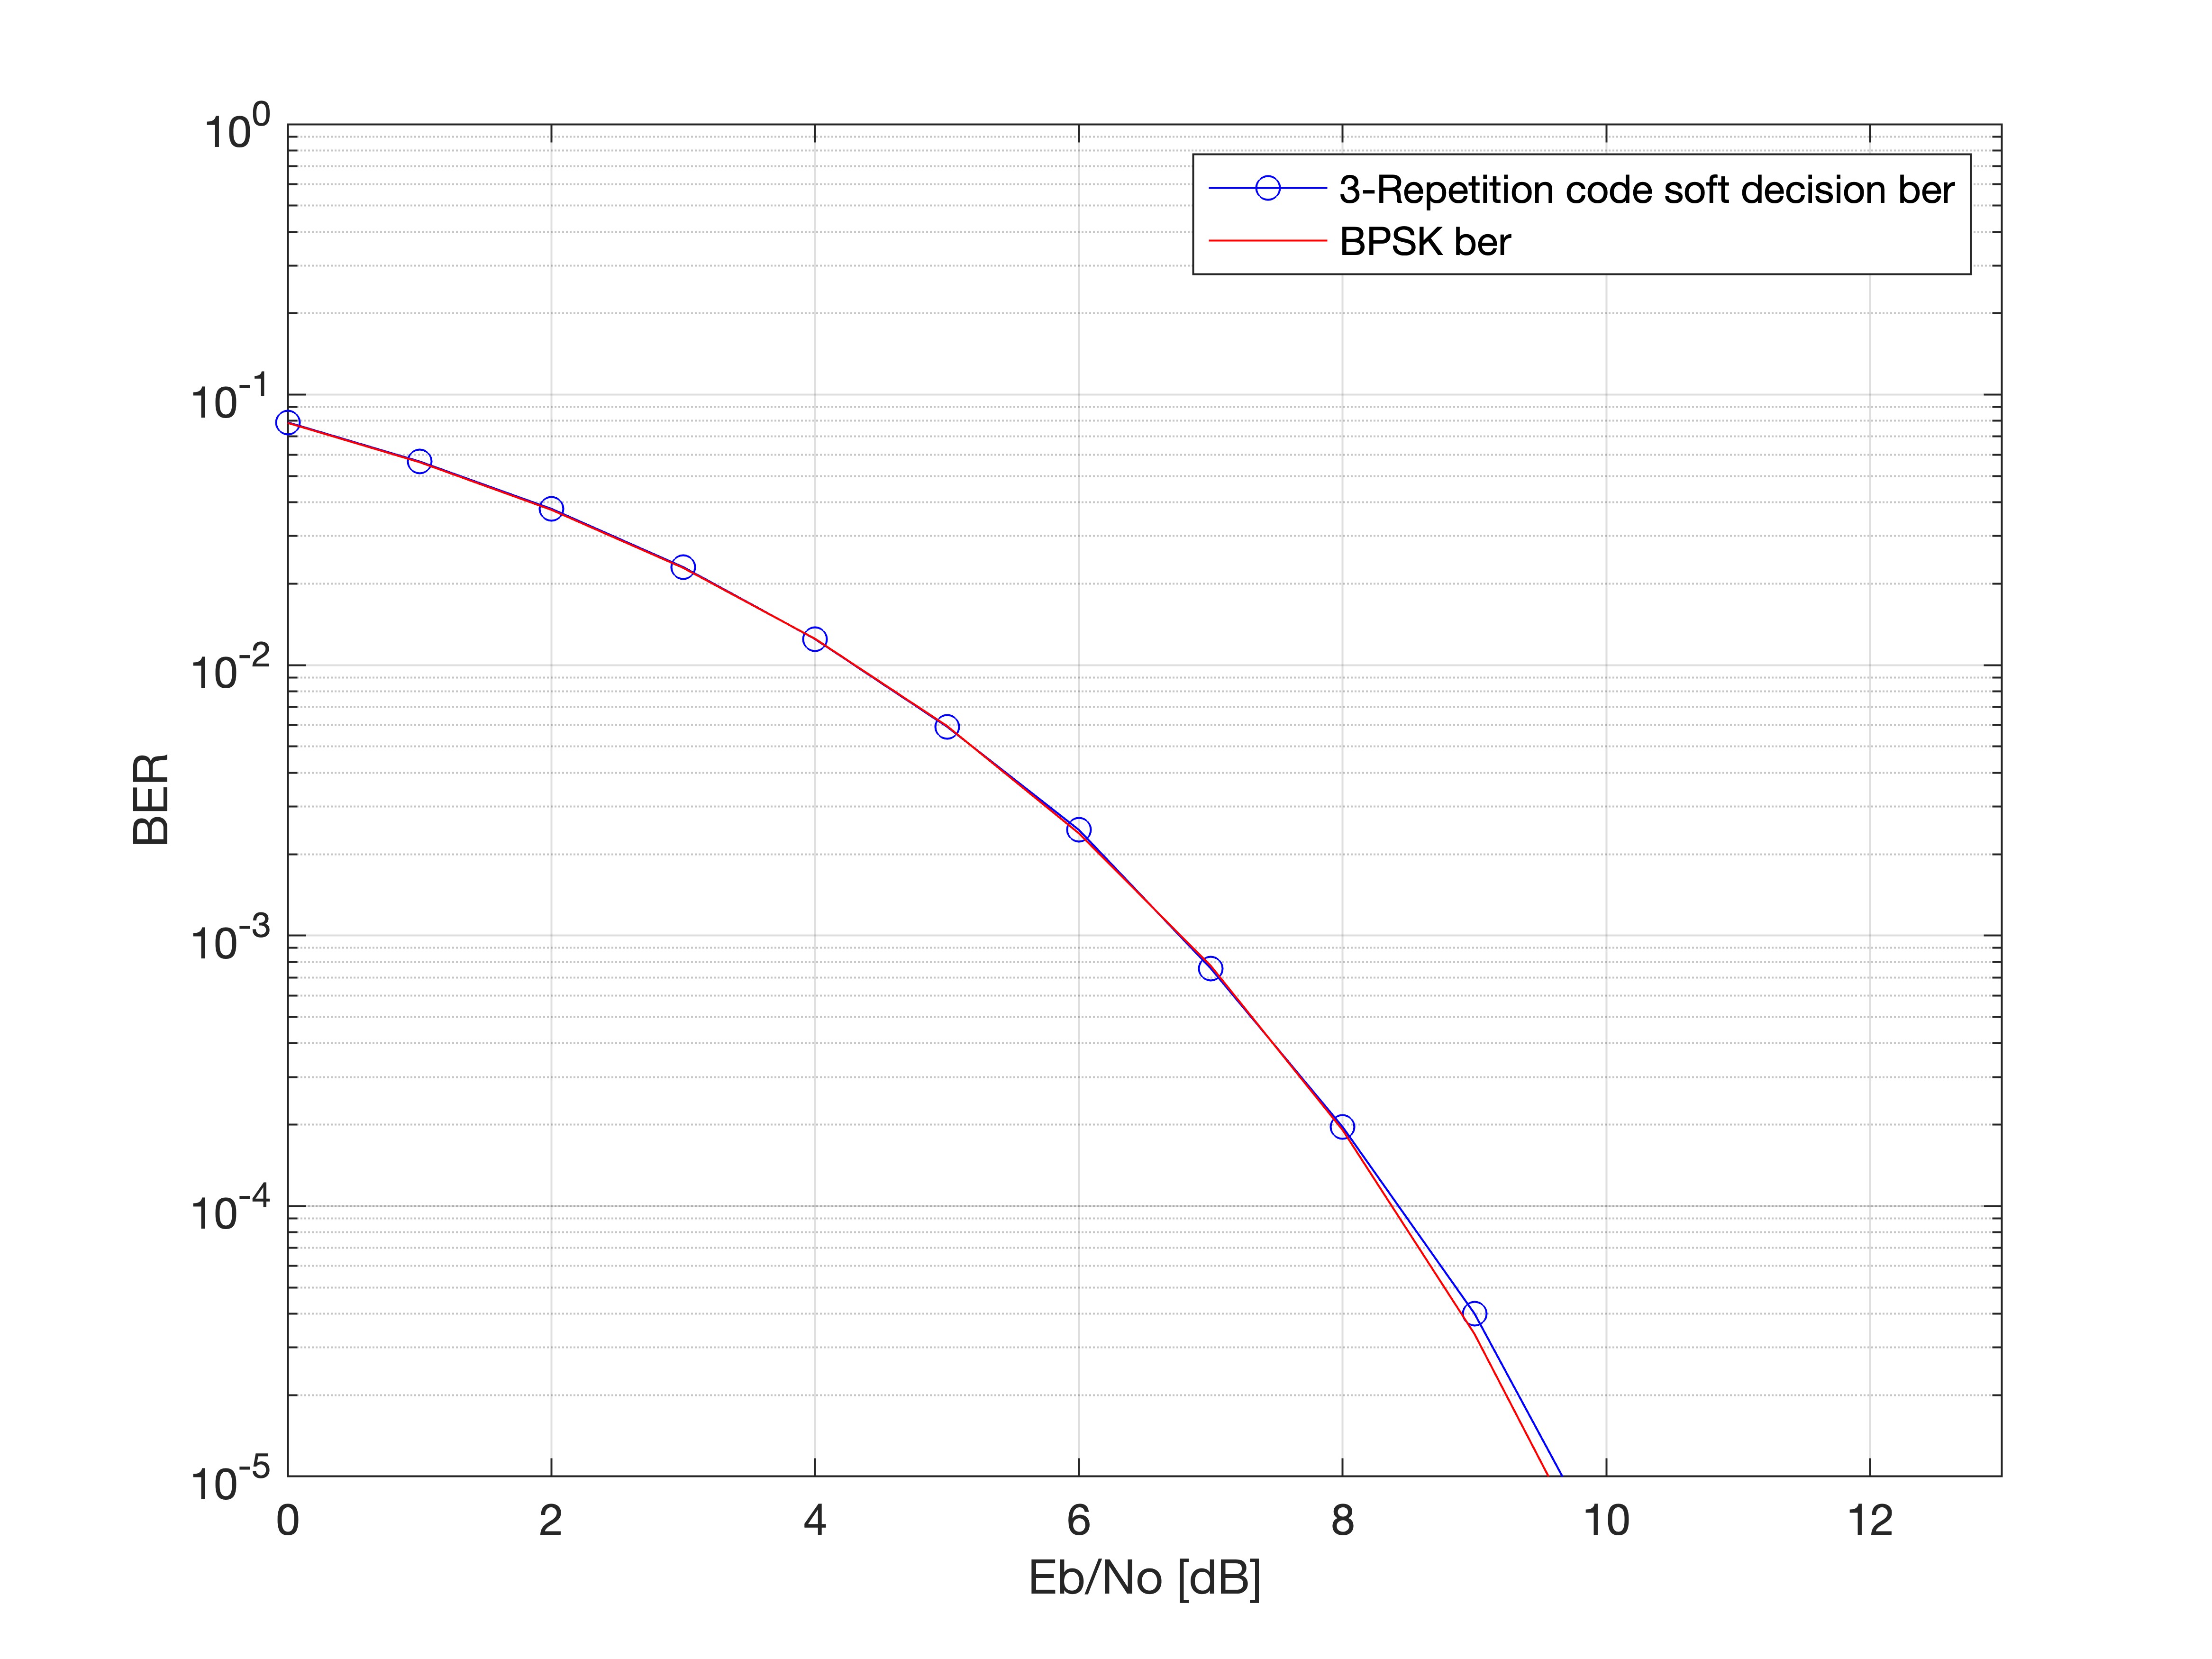 3-Repetition code soft decision ber
BPSK ber
10^0
10^-1
10^-2
10^-3
10^-4
10^-5
BER
0 2 4 6 8 10 12
Eb/No [dB]